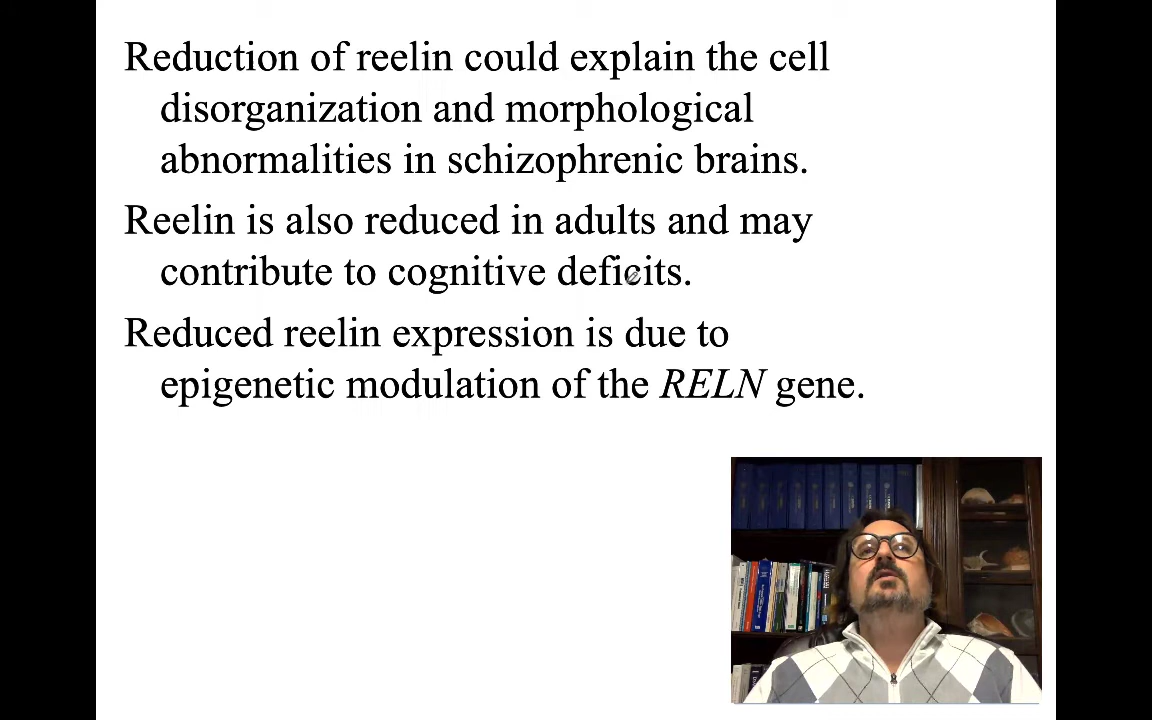 Reduction of reelin could explain the cell
disorganization and morphological
abnormalities in schizophrenic brains.
Reelin is also reduced in adults and may
contribute to cognitive deficits.
Reduced reelin expression is due to
epigenetic modulation of the RELN gene.